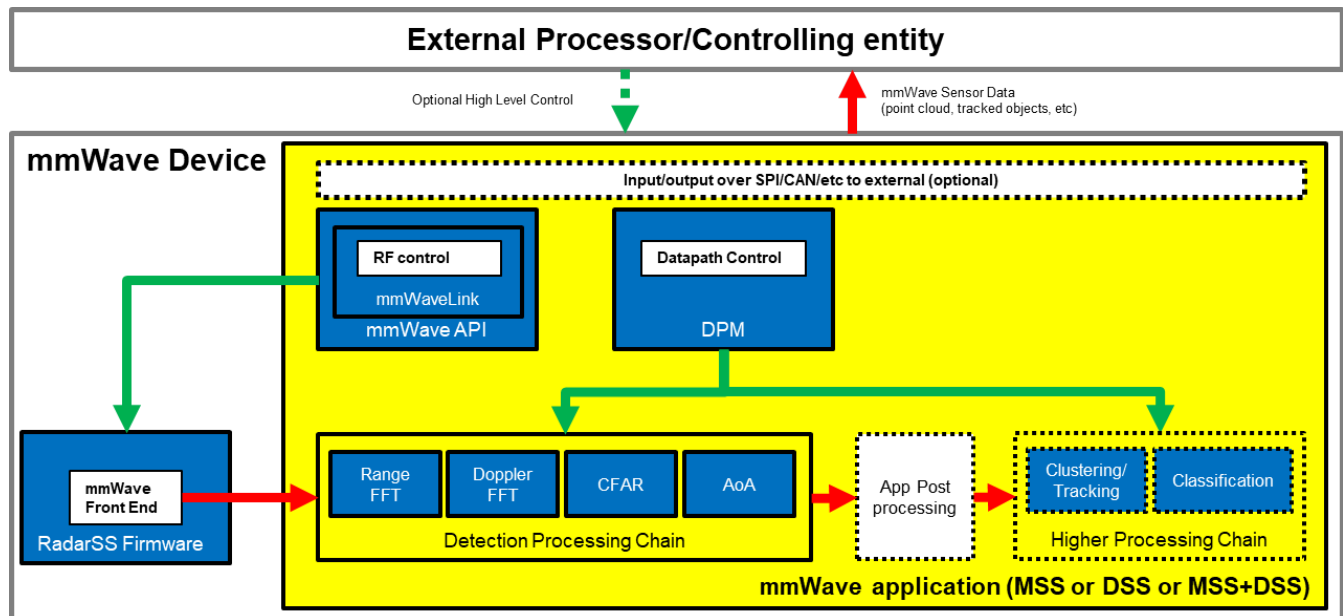 External Processor/Controlling entity
Optional High Level Control
mmWave Sensor Data
(point cloud, tracked objects, etc)
mmWave Device
Input/output over SPI/CAN/etc to external (optional)
RF control
mmWaveLink
mmWave API
Datapath Control
DPM
mmWave
Front End
RadarSS Firmware
Range
FFT
Doppler
FFT
CFAR
AoA
Detection Processing Chain
App Post
processing
Clustering/
Tracking
Classification
Higher Processing Chain
mmWave application (MSS or DSS or MSS+DSS)